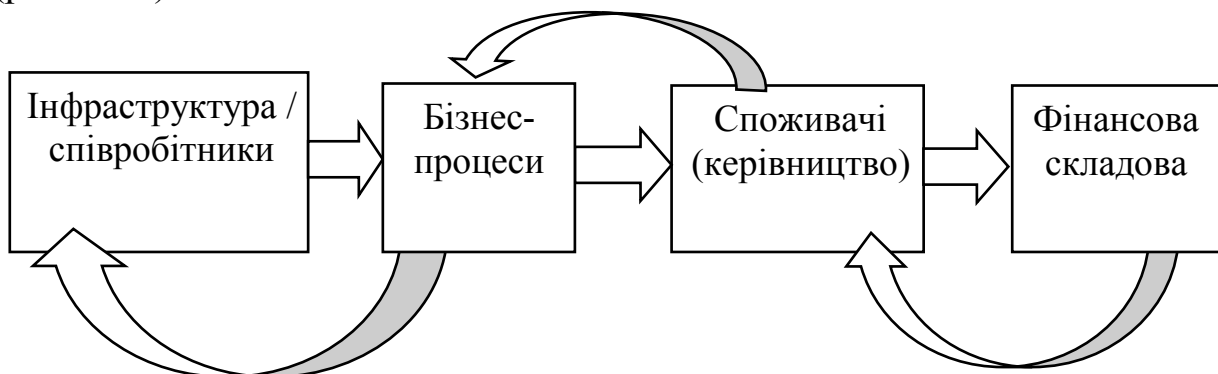 Інфраструктура /
співробітники
Бізнес-
процеси
Споживачі
(керівництво)
Фінансова
складова